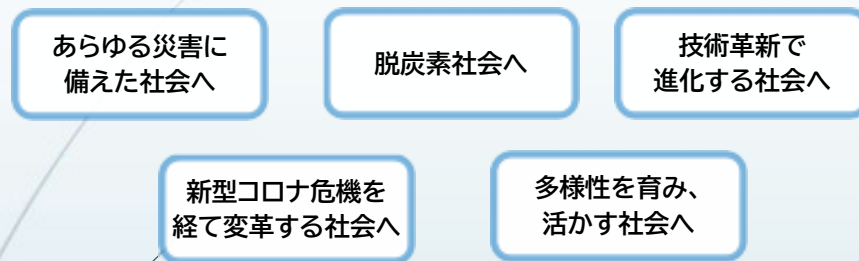 あらゆる災害に
備えた社会へ
脱炭素社会へ
技術革新で
進化する社会へ
新型コロナ危機を
経て変革する社会へ
多様性を育み、
活かす社会へ